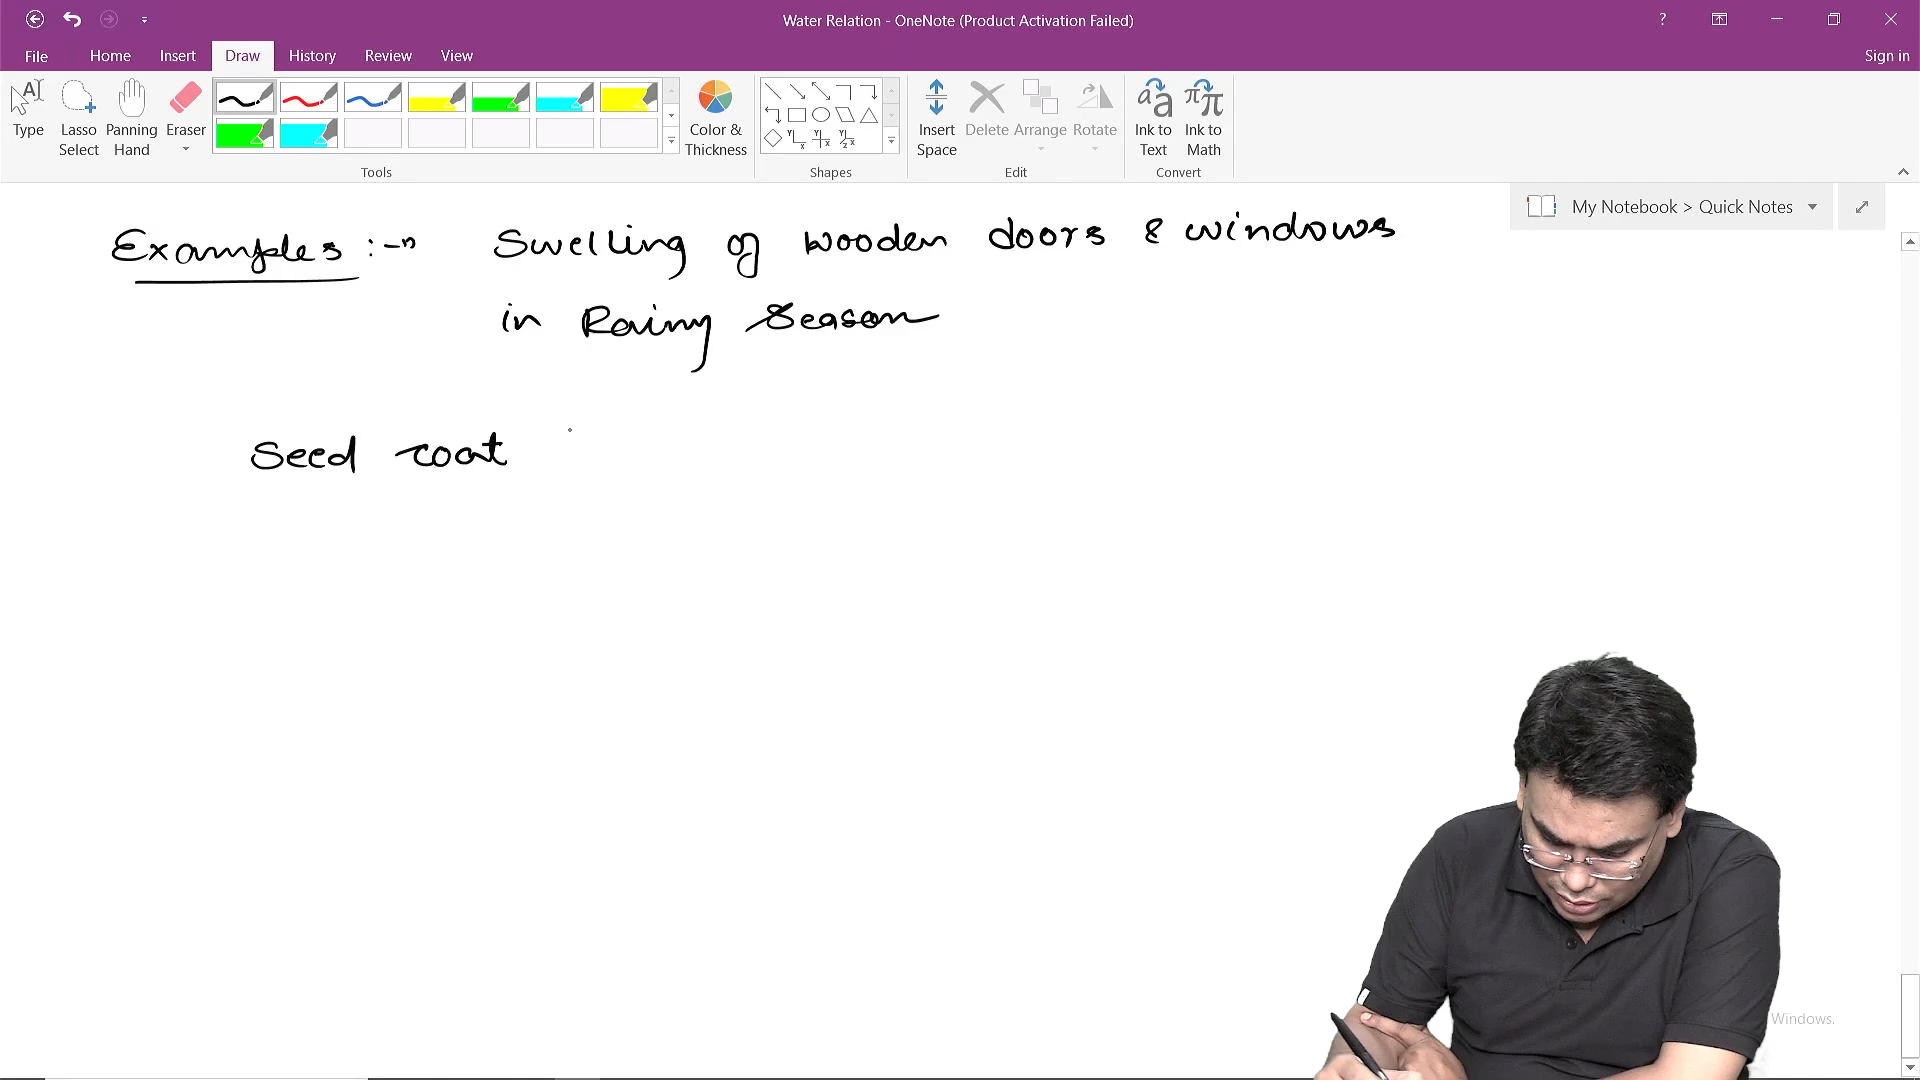 Water Relation - OneNote (Product Activation Failed)
?
File Home Insert Draw History Review View Sign in
Type Lasso Select Panning Hand Eraser Color & Thickness Insert Space Delete Arrange Rotate Ink to Text Ink to Math
Tools Shapes Edit Convert
My Notebook > Quick Notes
Examples :- Swelling of wooden doors & windows
in Rainy Season
Seed coat
Windows.